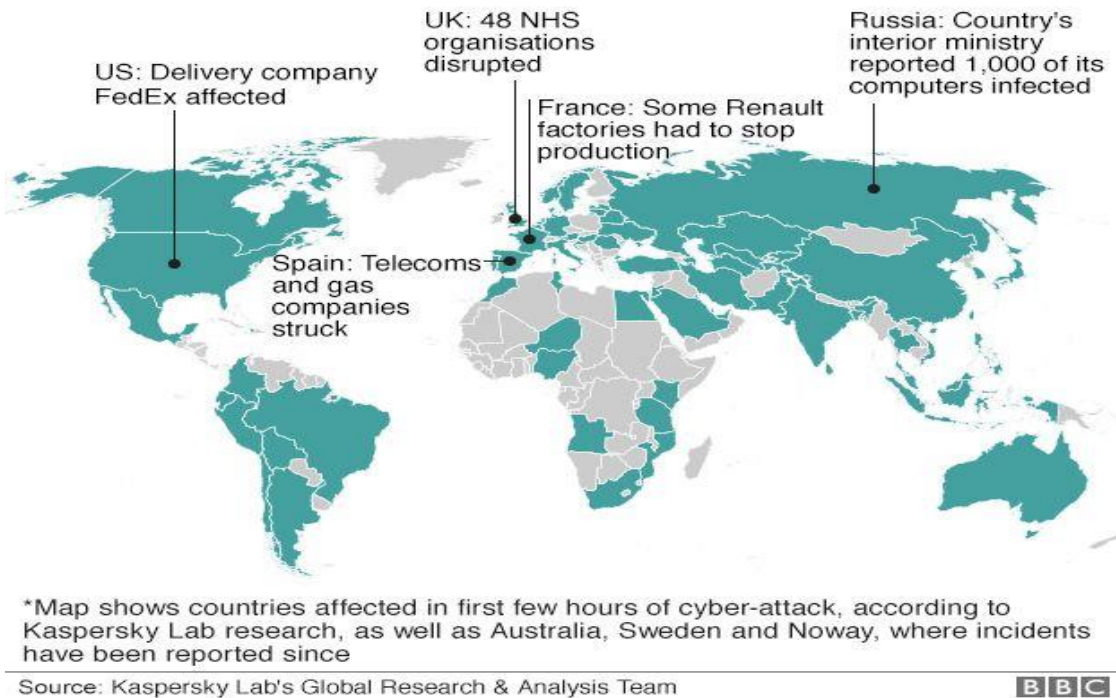 UK: 48 NHS
organisations
disrupted
Russia: Country's
interior ministry
reported 1,000 of its
computers infected
US: Delivery company
FedEx affected
France: Some Renault
factories had to stop
production
Spain: Telecoms
and gas
companies
struck
*Map shows countries affected in first few hours of cyber-attack, according to
Kaspersky Lab research, as well as Australia, Sweden and Noway, where incidents
have been reported since
Source: Kaspersky Lab's Global Research & Analysis Team
BBC